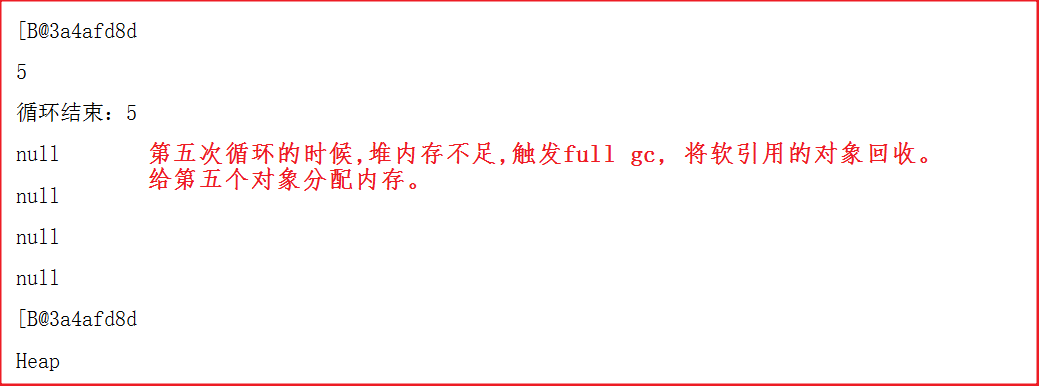 [B@3a4afd8d
5
循环结束：5
null
第五次循环的时候,堆内存不足,触发full gc, 将软引用的对象回收。
给第五个对象分配内存。
null
null
null
[B@3a4afd8d
Heap